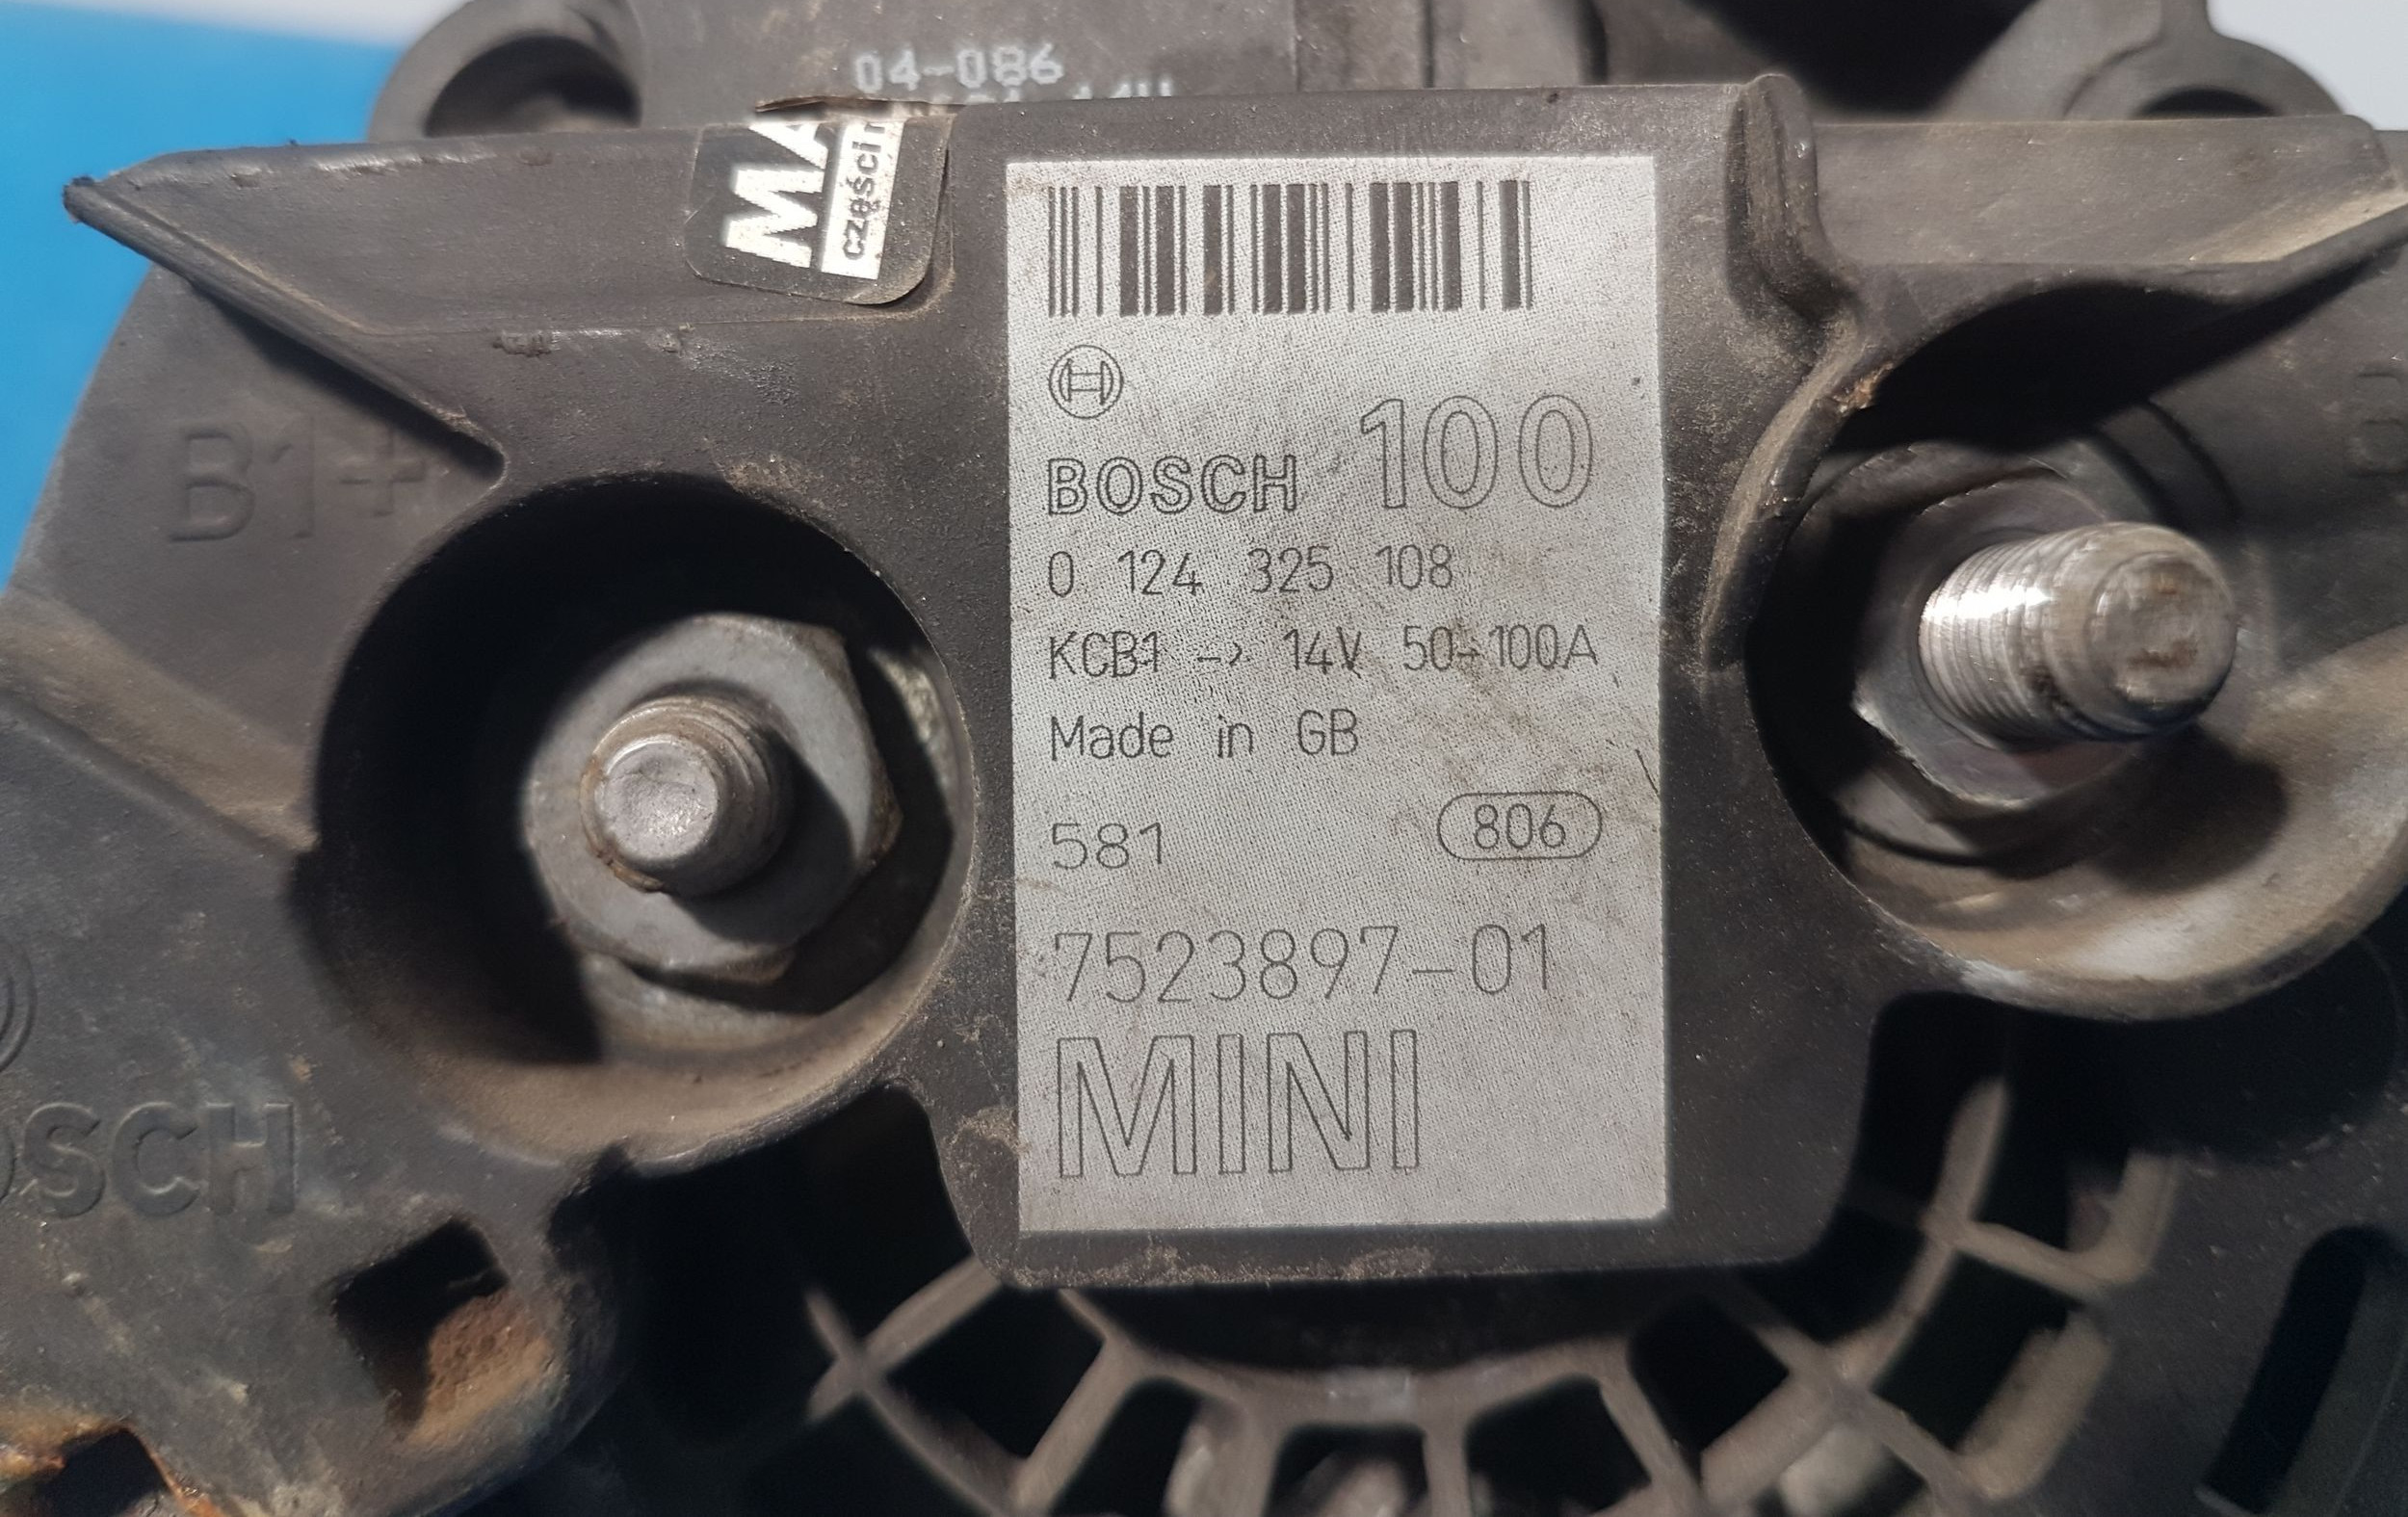 04-086
MA
części
B1+
BOSCH 100
0 124 325 108
KCB1 -> 14V 50-100A
Made in GB
581 806
7523897-01
MINI